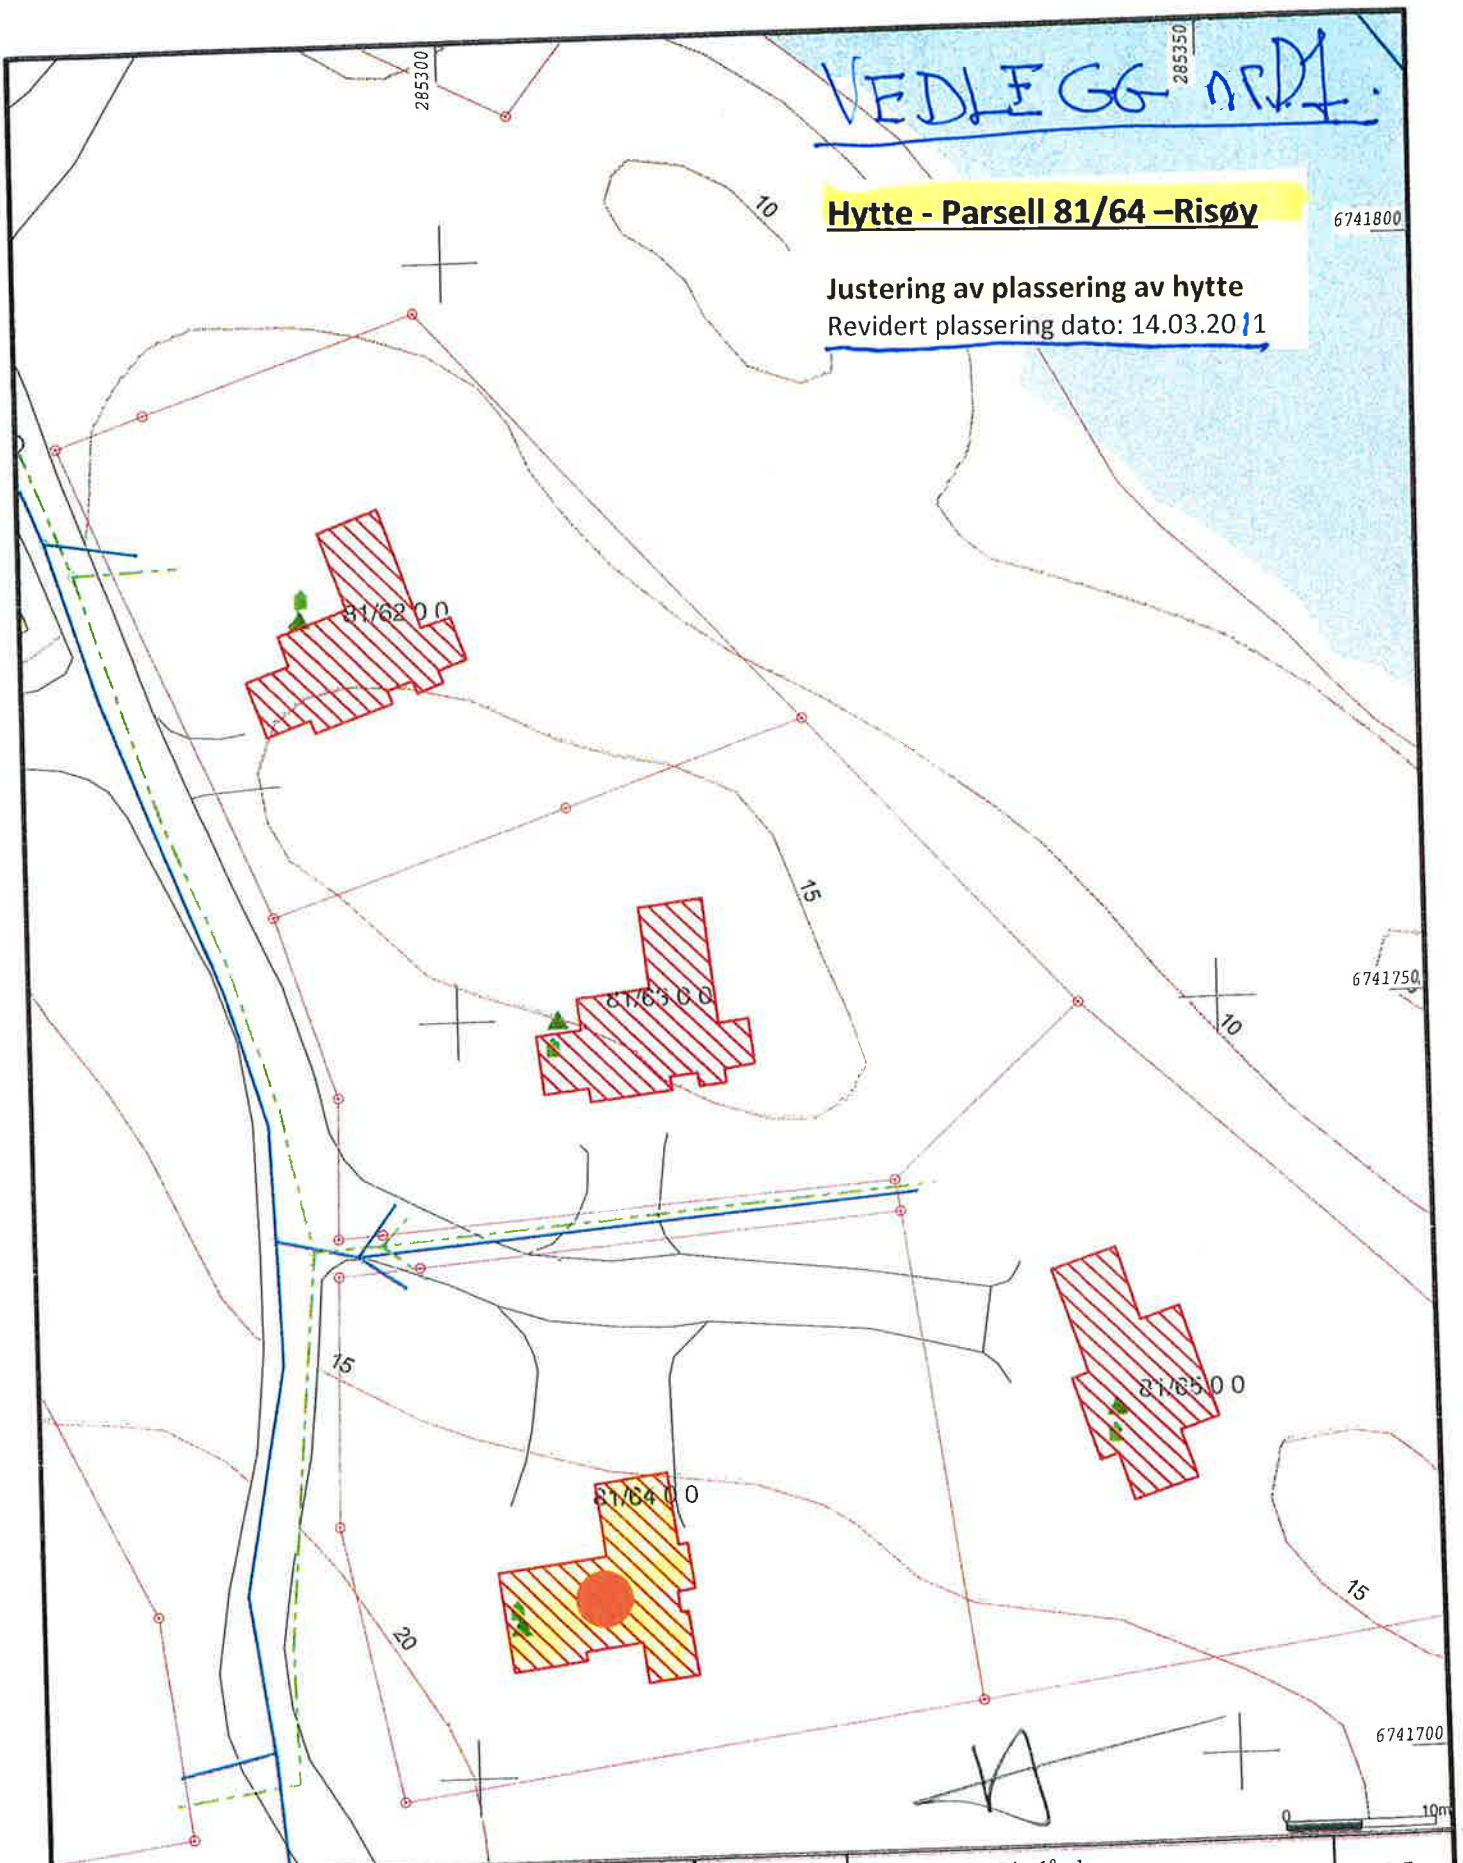 285300
285350
VEDLEGG nr D1.
10
Hytte - Parsell 81/64 –Risøy
6741800
Justering av plassering av hytte
Revidert plassering dato: 14.03.2011
81/62 0 0
15
81/63 0 0
6741750
10
15
81/65 0 0
81/64 0 0
15
20
6741700
0 10m